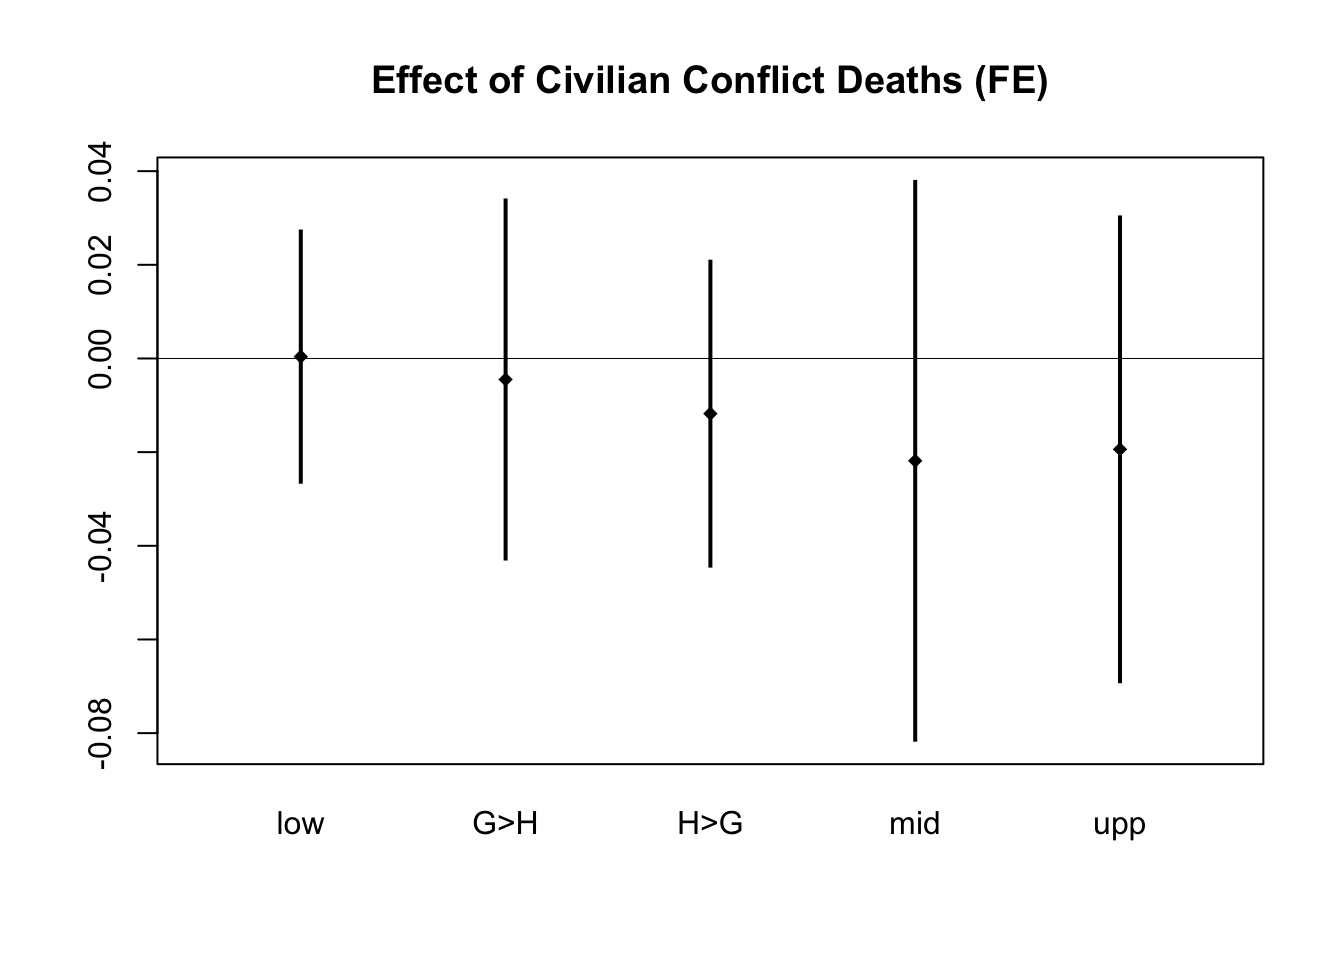 Effect of Civilian Conflict Deaths (FE)
0.04
0.02
0.00
-0.04
-0.08
low G>H H>G mid upp